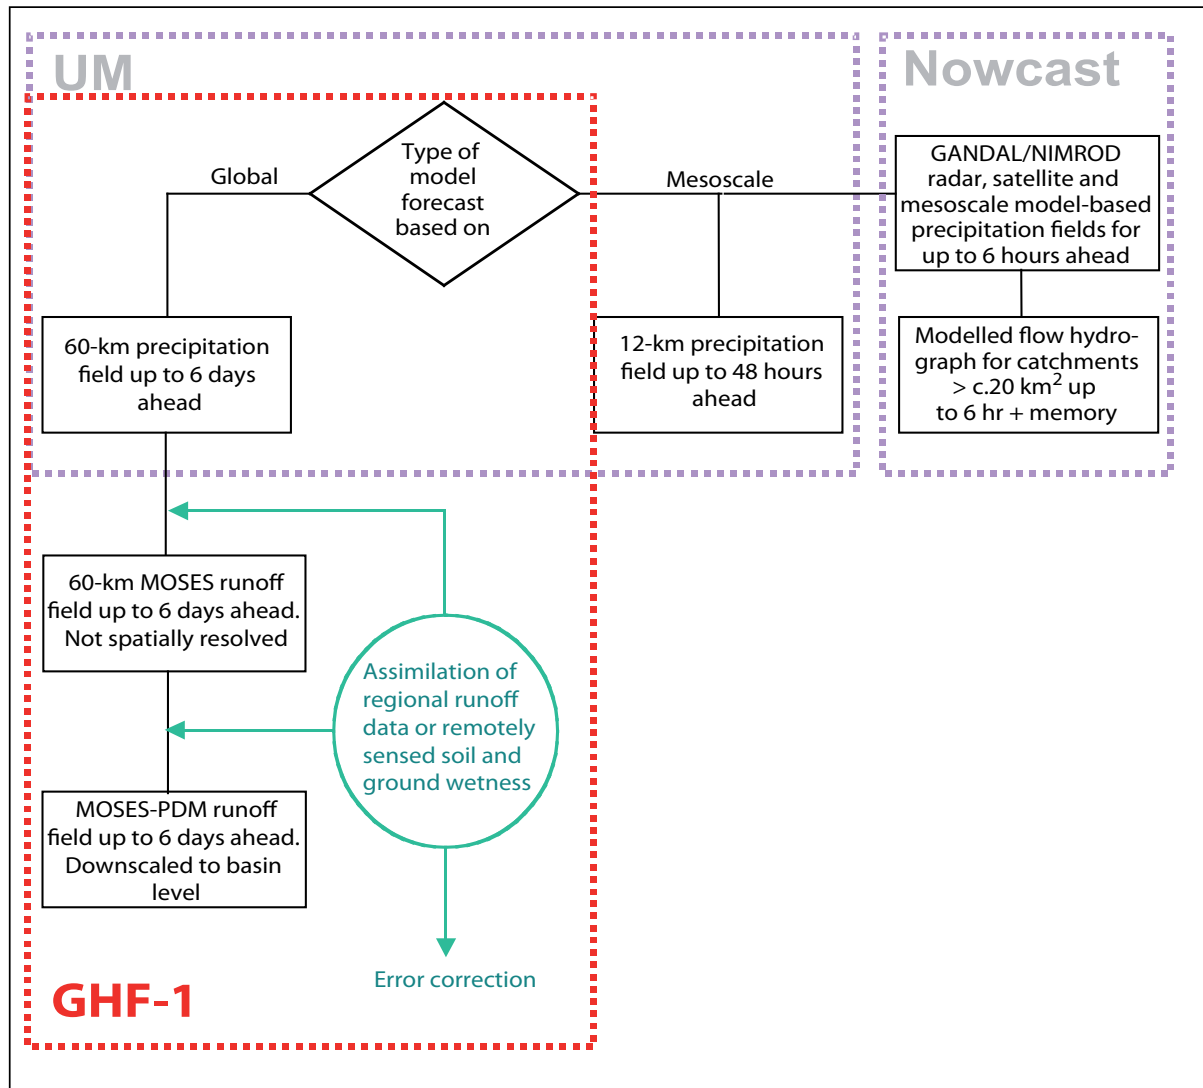 UM
Nowcast
Type of
model
forecast
based on
Global
Mesoscale
GANDAL/NIMROD
radar, satellite and
mesoscale model-based
precipitation fields for
up to 6 hours ahead
60-km precipitation
field up to 6 days
ahead
12-km precipitation
field up to 48 hours
ahead
Modelled flow hydro-
graph for catchments
> c.20 km² up
to 6 hr + memory
60-km MOSES runoff
field up to 6 days ahead.
Not spatially resolved
Assimilation of
regional runoff
data or remotely
sensed soil and
ground wetness
MOSES-PDM runoff
field up to 6 days ahead.
Downscaled to basin
level
Error correction
GHF-1